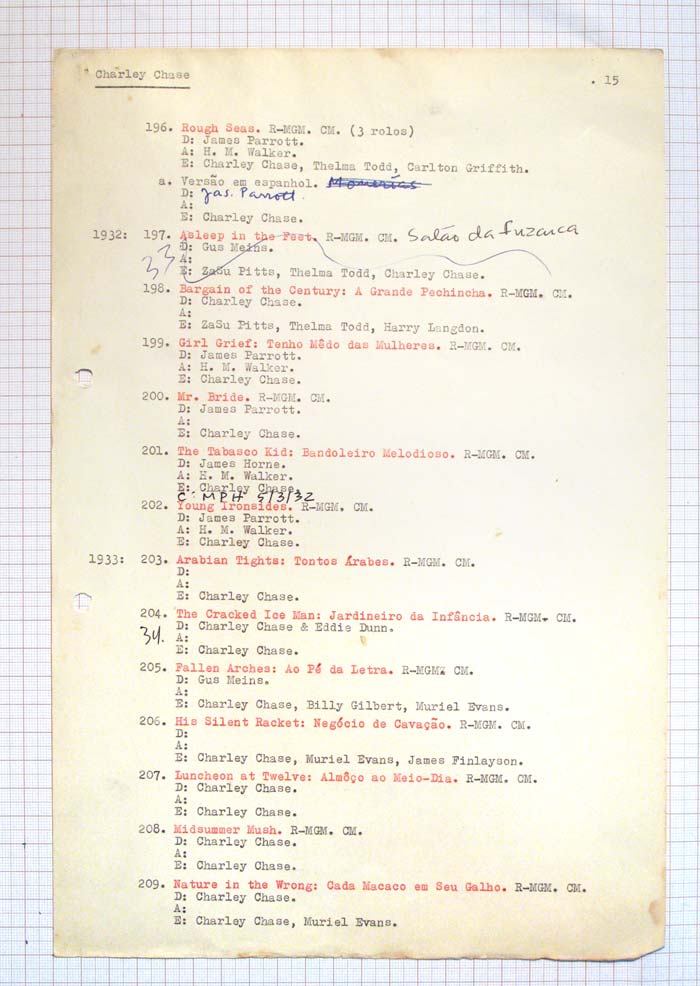 Charley Chase
. 15
196. Rough Seas. R-MGM. CM. (3 rolos)
D: James Parrott.
A: H. M. Walker.
E: Charley Chase, Thelma Todd, Carlton Griffith.
a. Versão em espanhol. Monerías
D: Jas. Parrott.
A:
E: Charley Chase.
1932: 197. Asleep in the Feet. R-MGM. CM. Salão da Fuzarca
D: Gus Meins.
33 A:
E: ZaSu Pitts, Thelma Todd, Charley Chase.
198. Bargain of the Century: A Grande Pechincha. R-MGM. CM.
D: Charley Chase.
A:
E: ZaSu Pitts, Thelma Todd, Harry Langdon.
199. Girl Grief: Tenho Mêdo das Mulheres. R-MGM. CM.
D: James Parrott.
A: H. M. Walker.
E: Charley Chase.
200. Mr. Bride. R-MGM. CM.
D: James Parrott.
A:
E: Charley Chase.
201. The Tabasco Kid: Bandoleiro Melodioso. R-MGM. CM.
D: James Horne.
A: H. M. Walker.
E: Charley Chase.
C: MPH 5/3/32
202. Young Ironsides. R-MGM. CM.
D: James Parrott.
A: H. M. Walker.
E: Charley Chase.
1933: 203. Arabian Tights: Tontos Árabes. R-MGM. CM.
D:
A:
E: Charley Chase.
204. The Cracked Ice Man: Jardineiro da Infância. R-MGM. CM.
D: Charley Chase & Eddie Dunn.
34. A:
E: Charley Chase.
205. Fallen Arches: Ao Pé da Letra. R-MGM. CM.
D: Gus Meins.
A:
E: Charley Chase, Billy Gilbert, Muriel Evans.
206. His Silent Racket: Negócio de Cavação. R-MGM. CM.
D:
A:
E: Charley Chase, Muriel Evans, James Finlayson.
207. Luncheon at Twelve: Almôço ao Meio-Dia. R-MGM. CM.
D: Charley Chase.
A:
E: Charley Chase.
208. Midsummer Mush. R-MGM. CM.
D: Charley Chase.
A:
E: Charley Chase.
209. Nature in the Wrong: Cada Macaco em Seu Galho. R-MGM. CM.
D: Charley Chase.
A:
E: Charley Chase, Muriel Evans.